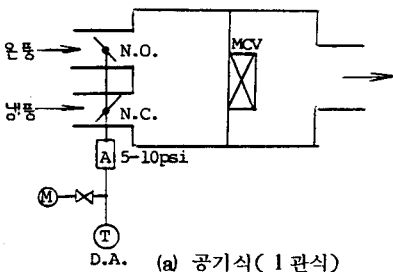 온풍
N.O.
MCV
냉풍
N.C.
A 5-10psi
M
T
D.A.
(a) 공기식( 1 관식)